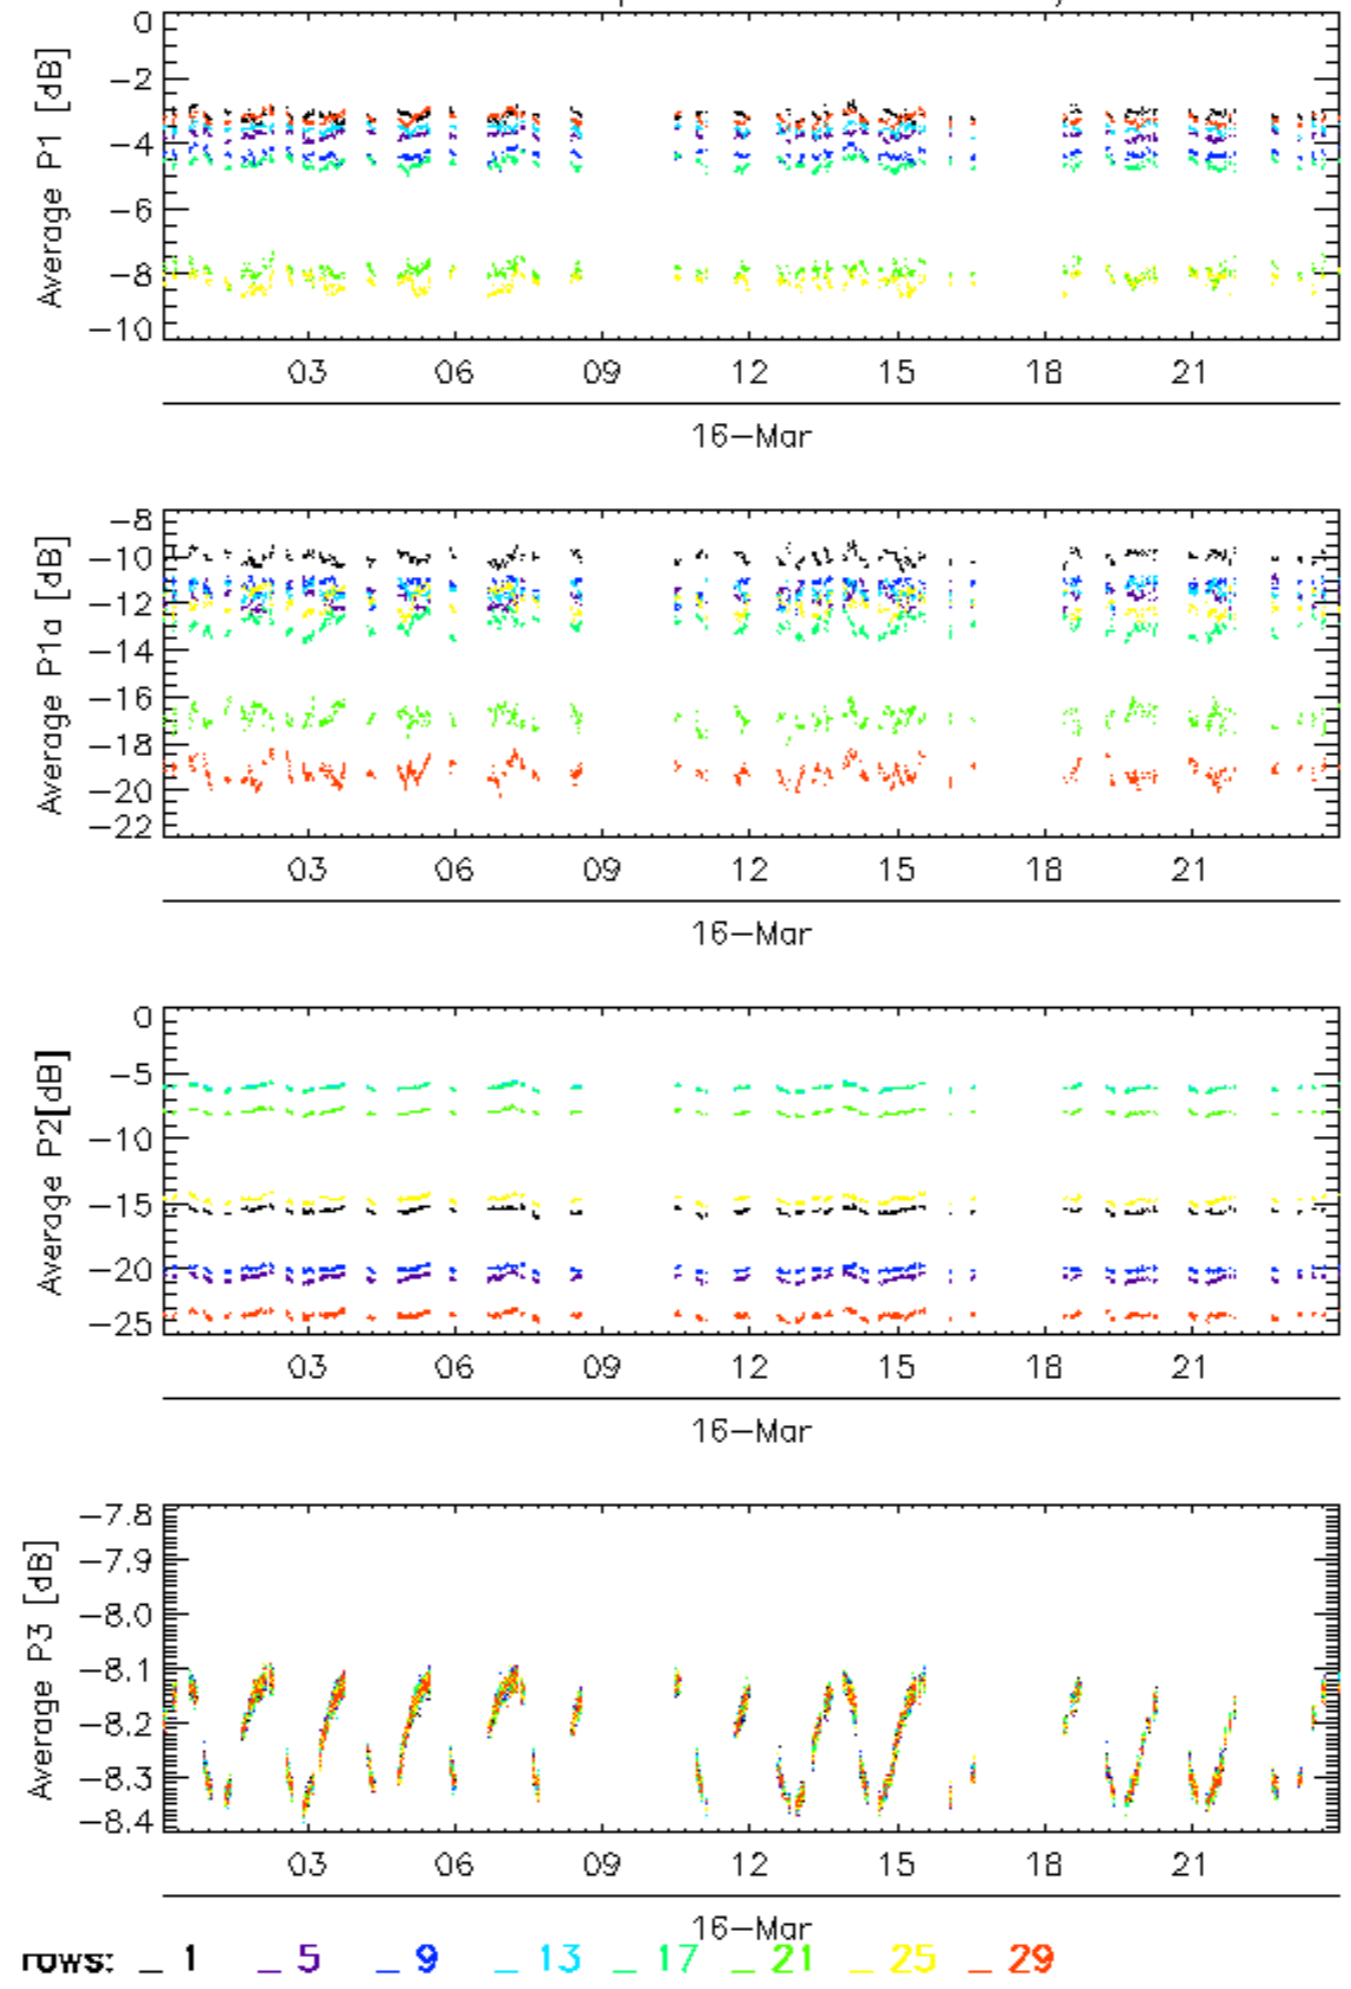 0
−2
−4
−6
−8
−10
Average P1 [dB]
03 06 09 12 15 18 21
16−Mar
−8
−10
−12
−14
−16
−18
−20
−22
Average P1a [dB]
03 06 09 12 15 18 21
16−Mar
0
−5
−10
−15
−20
−25
Average P2[dB]
03 06 09 12 15 18 21
16−Mar
−7.8
−7.9
−8.0
−8.1
−8.2
−8.3
−8.4
Average P3 [dB]
03 06 09 12 15 18 21
16−Mar
rows: _ 1 _ 5 _ 9 _ 13 _ 17 _ 21 _ 25 _ 29